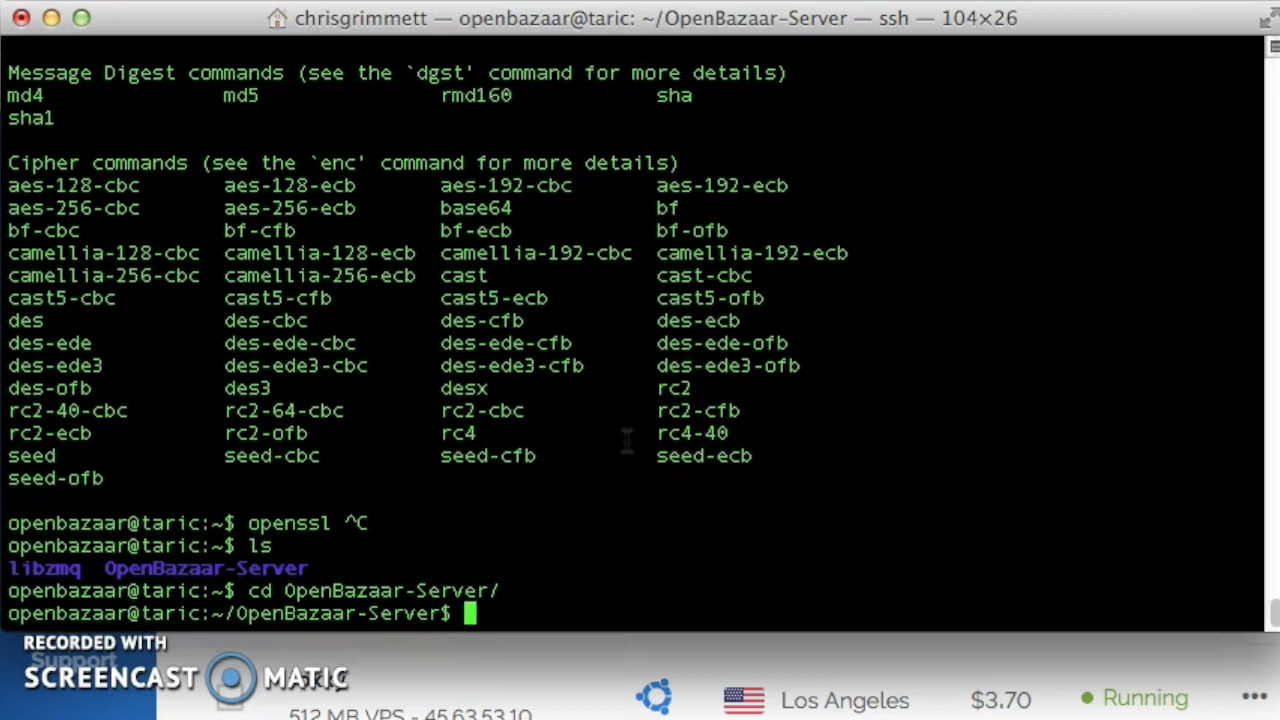 chrisgrimmett — openbazaar@taric: ~/OpenBazaar-Server — ssh — 104×26
Message Digest commands (see the `dgst' command for more details)
md4 md5 rmd160 sha
sha1
Cipher commands (see the `enc' command for more details)
aes-128-cbc aes-128-ecb aes-192-cbc aes-192-ecb
aes-256-cbc aes-256-ecb base64 bf
bf-cbc bf-cfb bf-ecb bf-ofb
camellia-128-cbc camellia-128-ecb camellia-192-cbc camellia-192-ecb
camellia-256-cbc camellia-256-ecb cast cast-cbc
cast5-cbc cast5-cfb cast5-ecb cast5-ofb
des des-cbc des-cfb des-ecb
des-ede des-ede-cbc des-ede-cfb des-ede-ofb
des-ede3 des-ede3-cbc des-ede3-cfb des-ede3-ofb
des-ofb des3 desx rc2
rc2-40-cbc rc2-64-cbc rc2-cbc rc2-cfb
rc2-ecb rc2-ofb rc4 rc4-40
seed seed-cbc seed-cfb seed-ecb
seed-ofb
openbazaar@taric:~$ openssl ^C
openbazaar@taric:~$ ls
libzmq OpenBazaar-Server
openbazaar@taric:~$ cd OpenBazaar-Server/
openbazaar@taric:~/OpenBazaar-Server$
RECORDED WITH
SCREENCAST MATIC
Support
Los Angeles $3.70 Running
512 MB VPS - 45.63.53.10